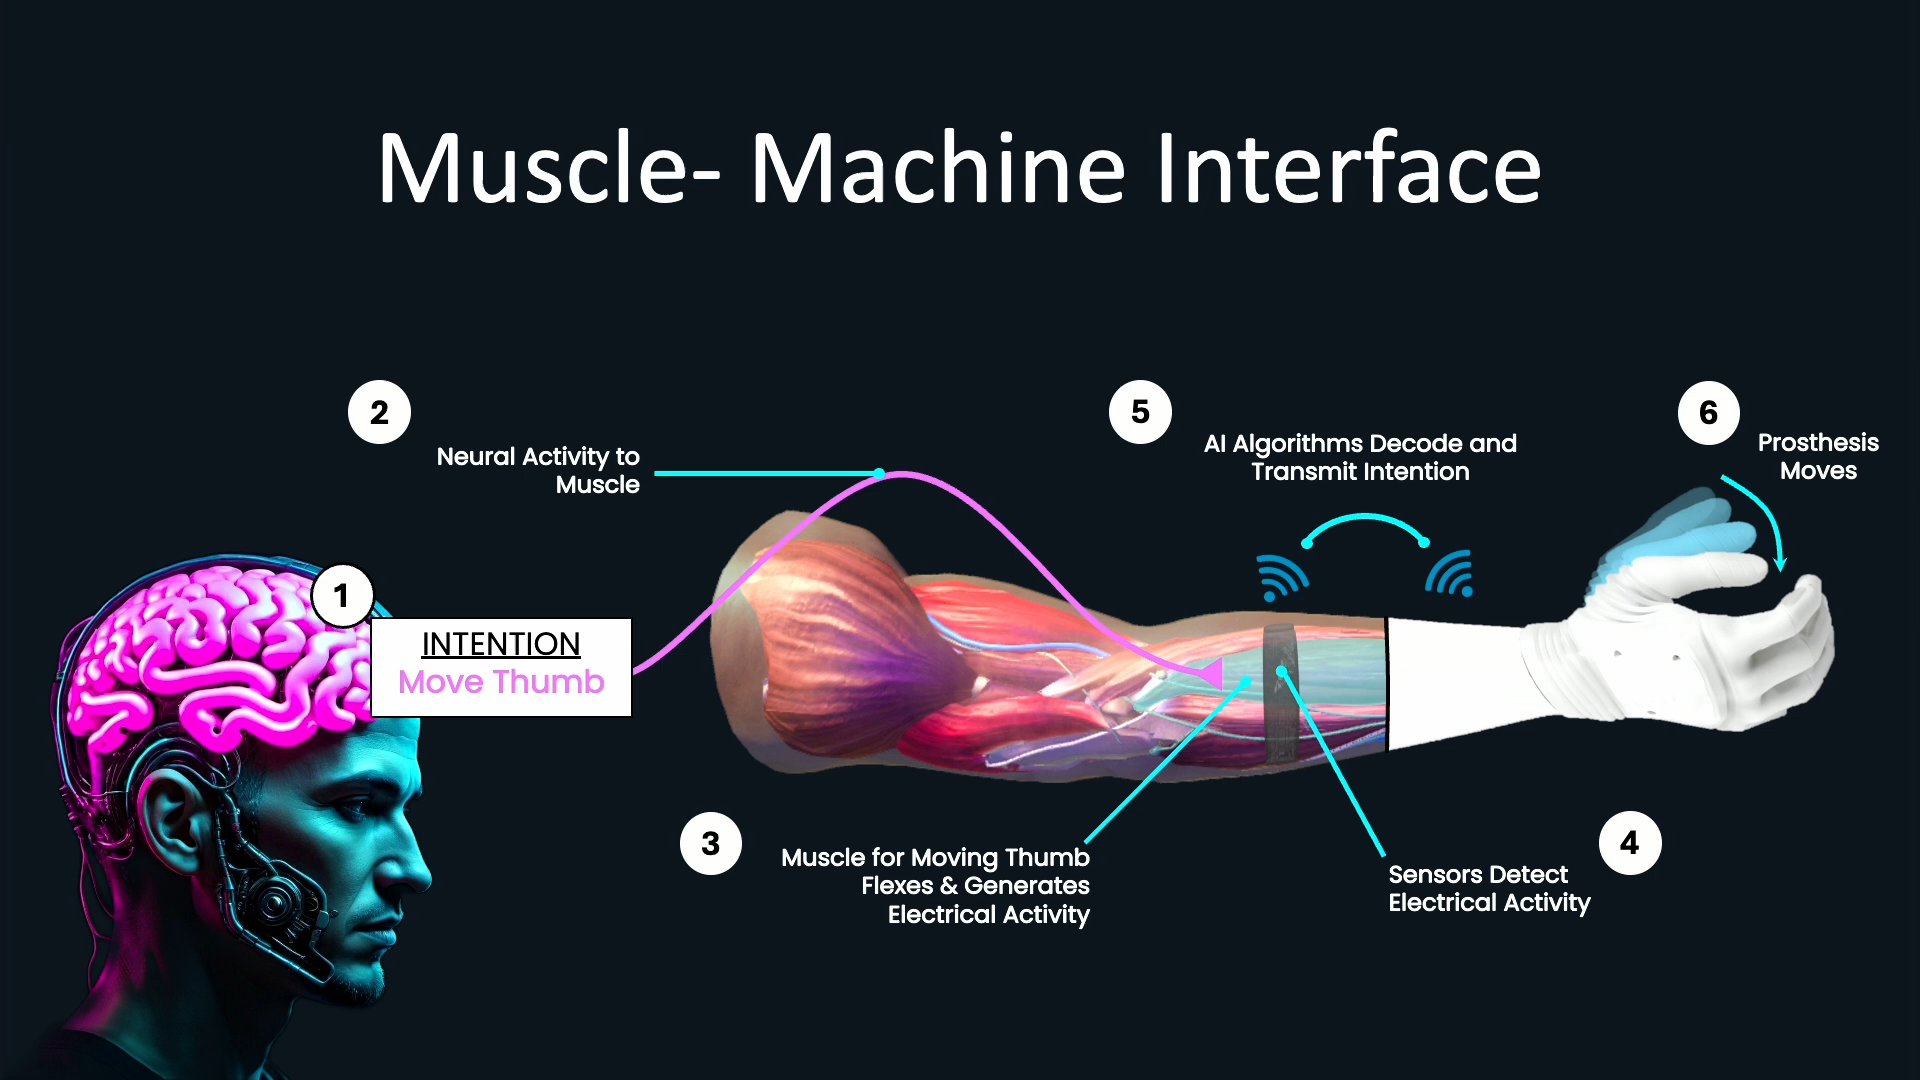 Muscle- Machine Interface
1
INTENTION
Move Thumb
2
Neural Activity to
Muscle
3
Muscle for Moving Thumb
Flexes & Generates
Electrical Activity
4
Sensors Detect
Electrical Activity
5
AI Algorithms Decode and
Transmit Intention
6
Prosthesis
Moves